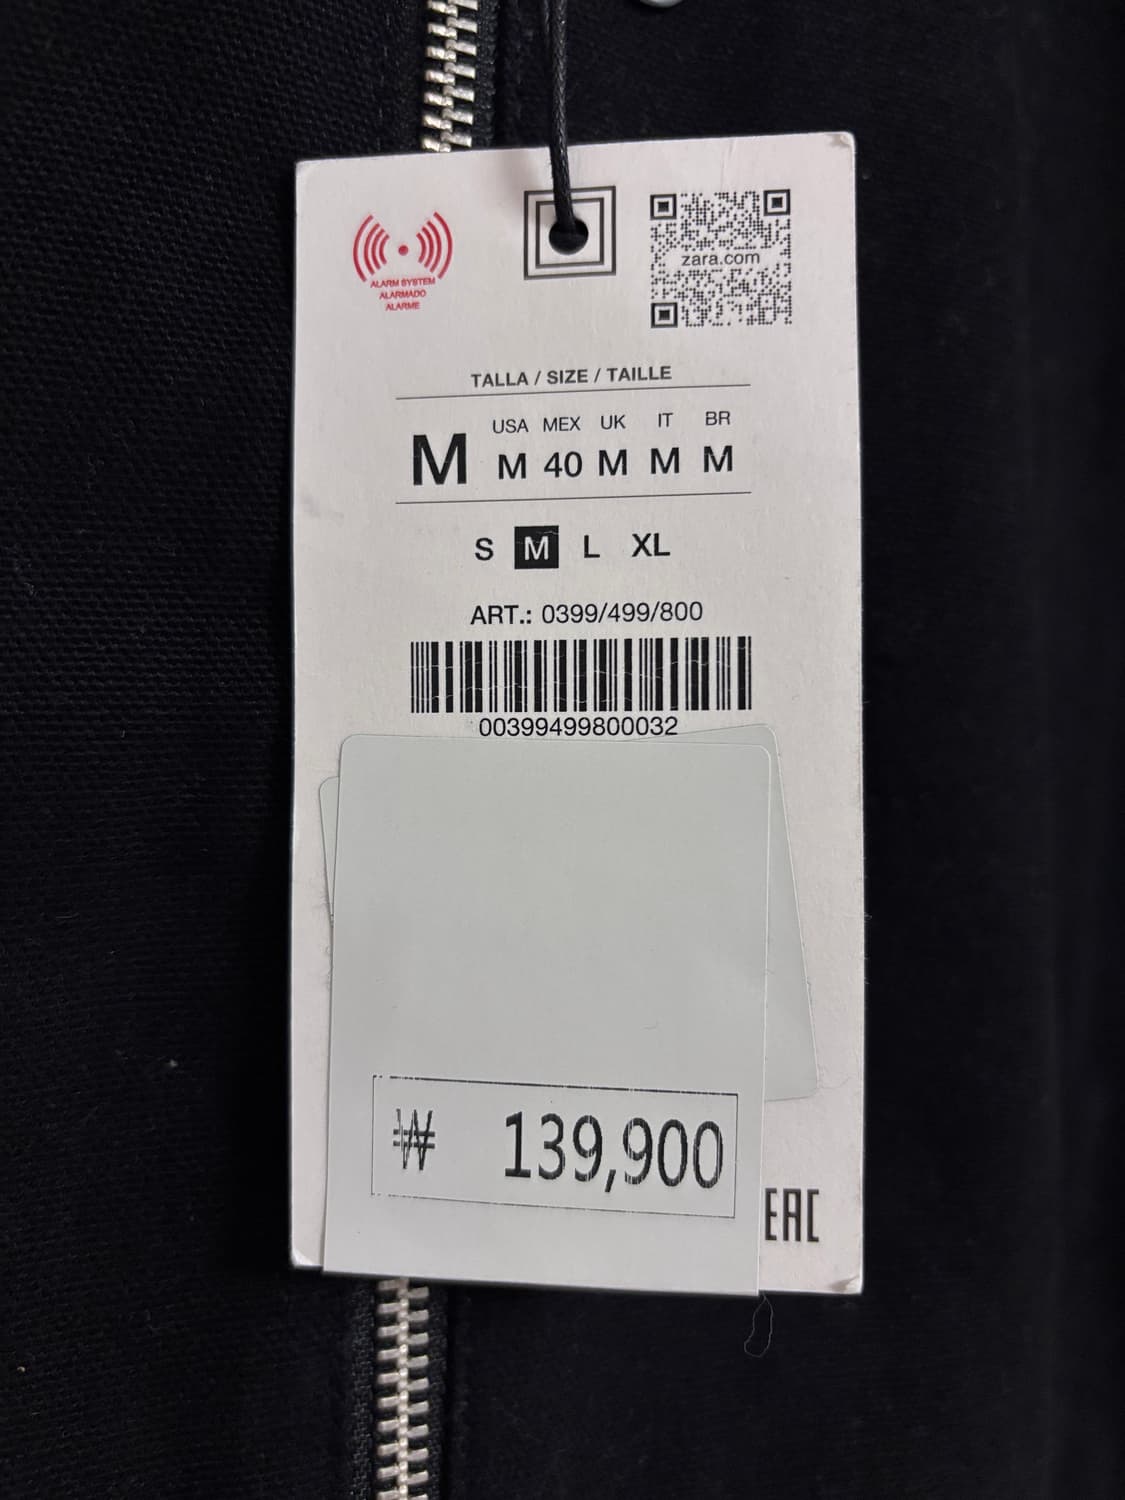 ALARM SYSTEM
ALARMADO
ALARME
zara.com
TALLA / SIZE / TAILLE
USA MEX UK IT BR
M M 40 M M M
S M L XL
ART.: 0399/499/800
00399499800032
₩ 139,900
EAC